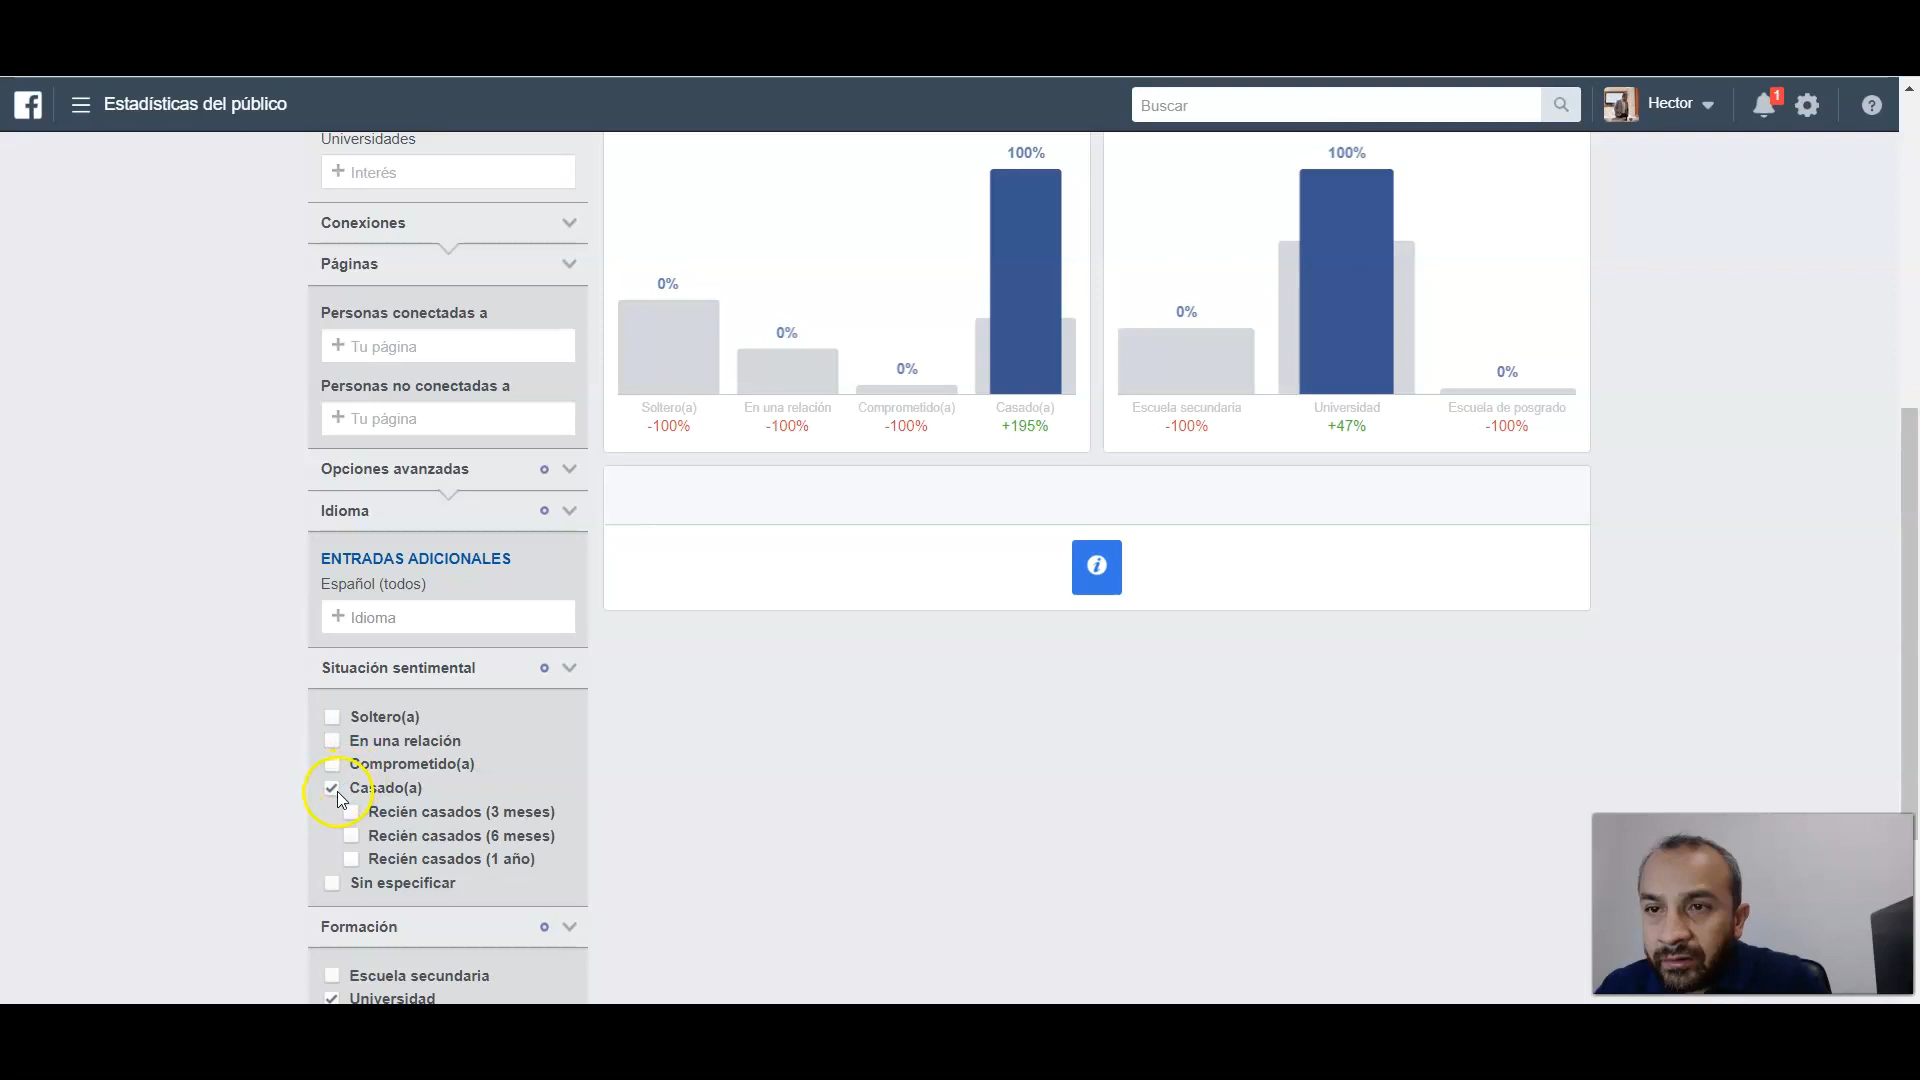 Estadísticas del público
Buscar
Hector
1
Universidades
Interés
Conexiones
Páginas
Personas conectadas a
Tu página
Personas no conectadas a
Tu página
Opciones avanzadas
Idioma
ENTRADAS ADICIONALES
Español (todos)
Idioma
Situación sentimental
Soltero(a)
En una relación
Comprometido(a)
Casado(a)
Recién casados (3 meses)
Recién casados (6 meses)
Recién casados (1 año)
Sin especificar
Formación
Escuela secundaria
Universidad
0% 0% 0% 100%
Soltero(a) En una relación Comprometido(a) Casado(a)
-100% -100% -100% +195%
0% 100% 0%
Escuela secundaria Universidad Escuela de posgrado
-100% +47% -100%